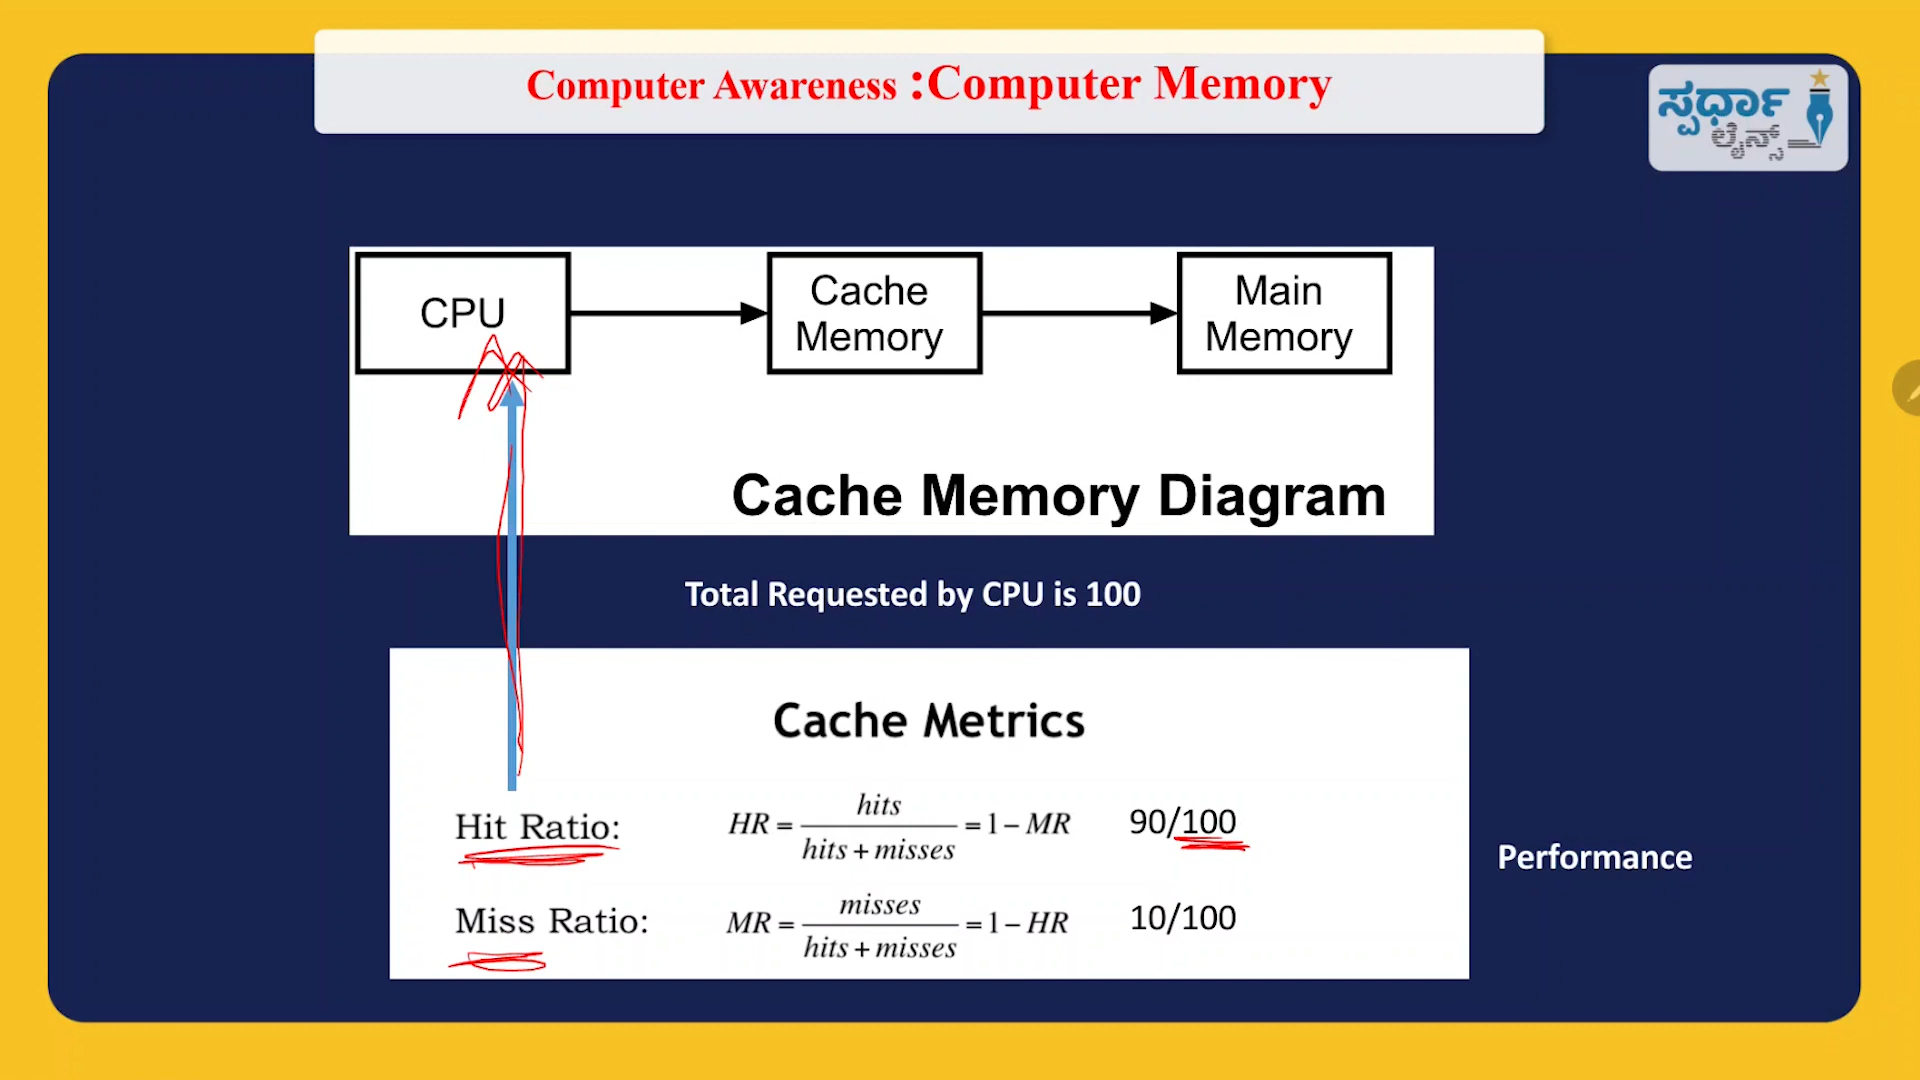 Computer Awareness :Computer Memory
ಸ್ಪರ್ಧಾ
ಲೈನ್ಸ್
CPU
Cache
Memory
Main
Memory
Cache Memory Diagram
Total Requested by CPU is 100
Cache Metrics
Hit Ratio: HR = hits / hits + misses = 1 − MR 90/100
Performance
Miss Ratio: MR = misses / hits + misses = 1 − HR 10/100